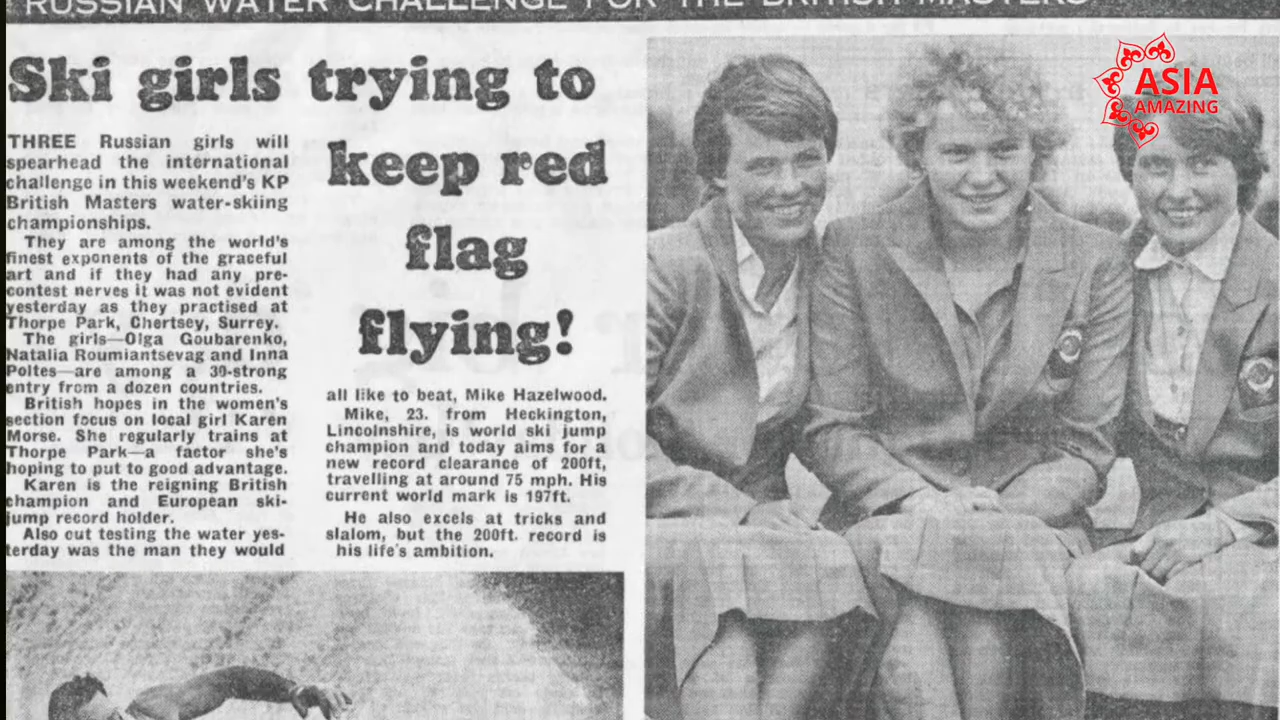 RUSSIAN WATER CHALLENGE FOR THE BRITISH MASTERS
Ski girls trying to
keep red
flag
flying!
THREE Russian girls will
spearhead the international
challenge in this weekend's KP
British Masters water-skiing
championships.
They are among the world's
finest exponents of the graceful
art and if they had any pre-
contest nerves it was not evident
yesterday as they practised at
Thorpe Park, Chertsey, Surrey.
The girls—Olga Goubarenko,
Natalia Roumiantsevag and Inna
Poltes—are among a 30-strong
entry from a dozen countries.
British hopes in the women's
section focus on local girl Karen
Morse. She regularly trains at
Thorpe Park—a factor she's
hoping to put to good advantage.
Karen is the reigning British
champion and European ski-
jump record holder.
Also out testing the water yes-
terday was the man they would
all like to beat, Mike Hazelwood.
Mike, 23. from Heckington,
Lincolnshire, is world ski jump
champion and today aims for a
new record clearance of 200ft,
travelling at around 75 mph. His
current world mark is 197ft.
He also excels at tricks and
slalom, but the 200ft. record is
his life's ambition.
ASIA
AMAZING